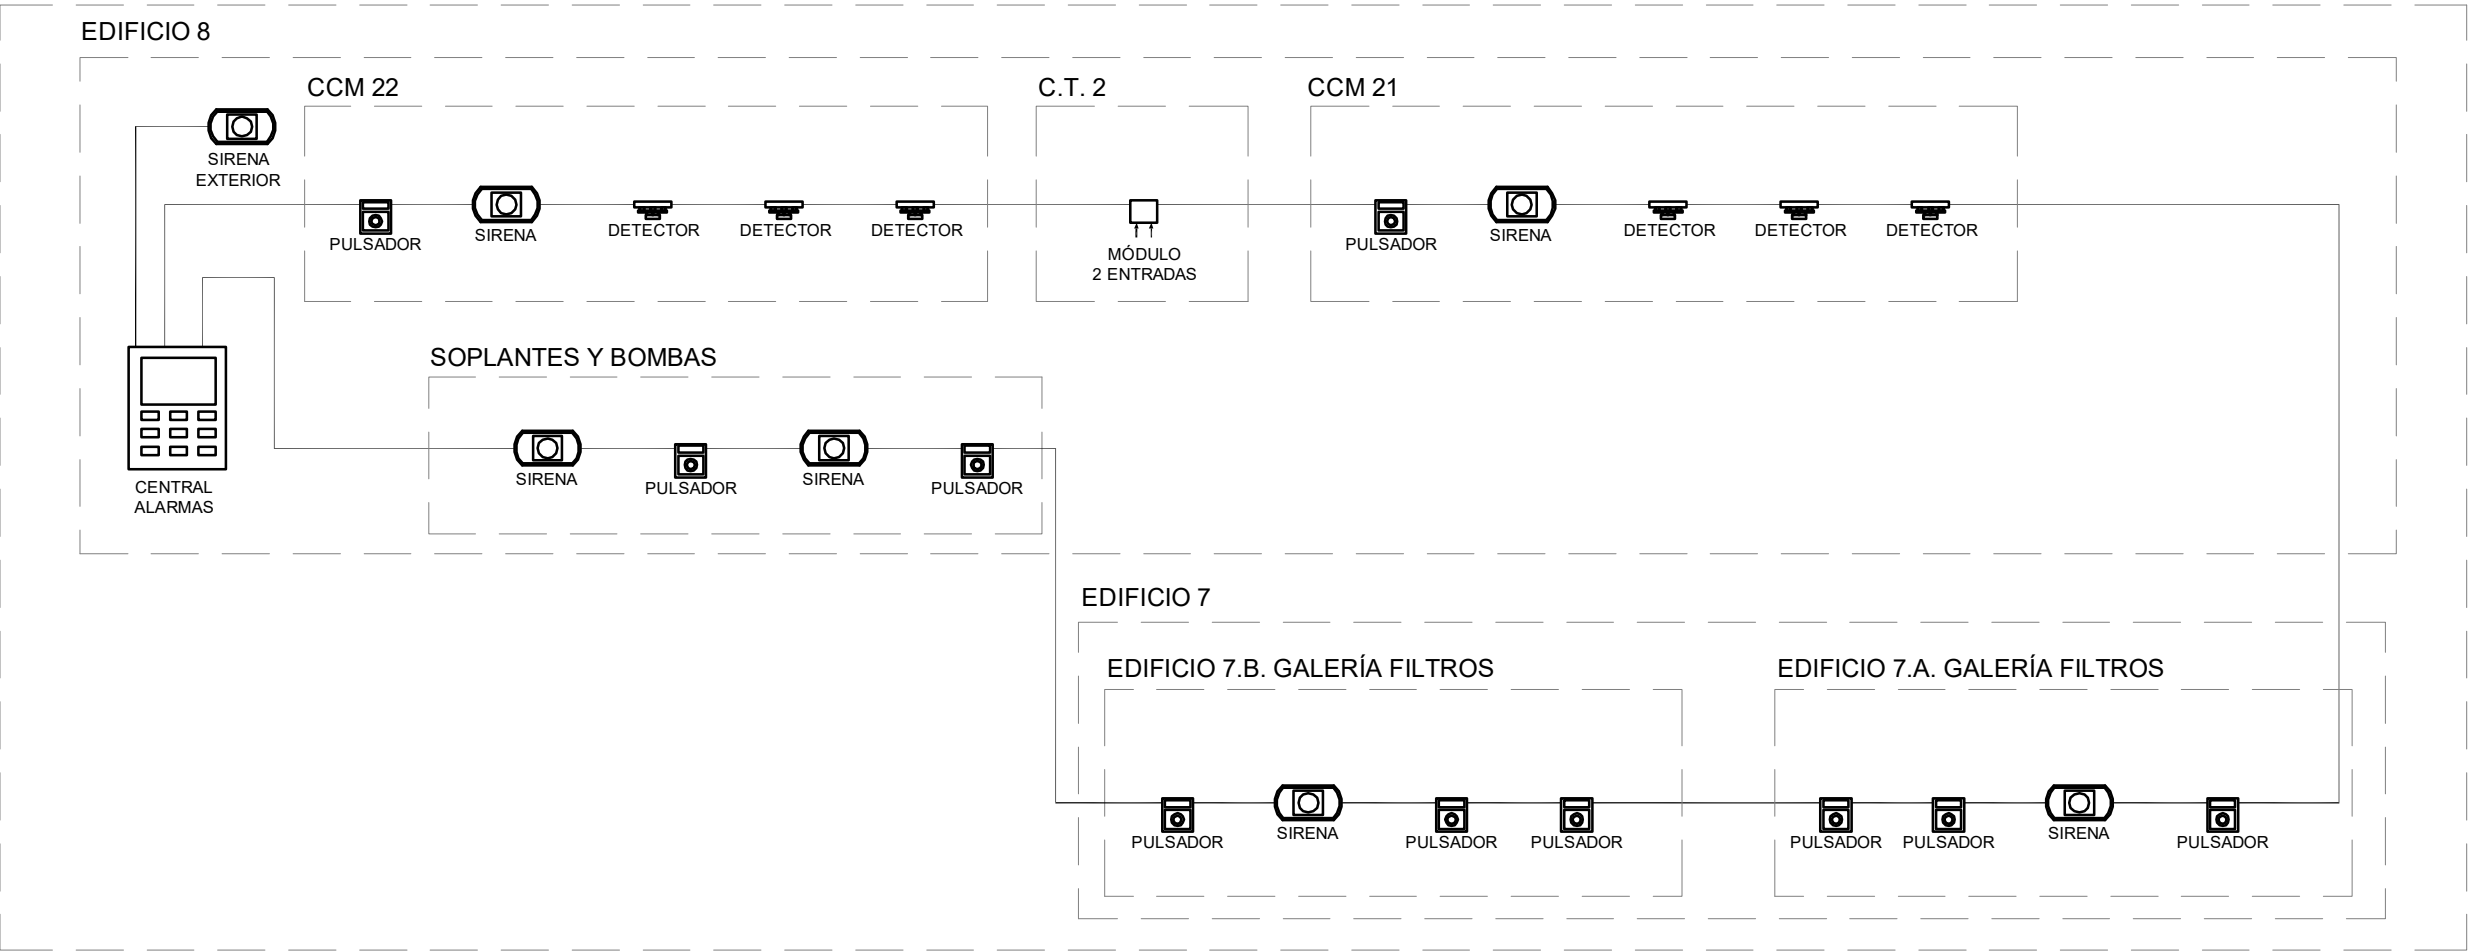 EDIFICIO 8
CCM 22
C.T. 2
CCM 21
SIRENA
EXTERIOR
PULSADOR
SIRENA
DETECTOR
DETECTOR
DETECTOR
MÓDULO
2 ENTRADAS
PULSADOR
SIRENA
DETECTOR
DETECTOR
DETECTOR
SOPLANTES Y BOMBAS
CENTRAL
ALARMAS
SIRENA
PULSADOR
SIRENA
PULSADOR
EDIFICIO 7
EDIFICIO 7.B. GALERÍA FILTROS
EDIFICIO 7.A. GALERÍA FILTROS
PULSADOR
SIRENA
PULSADOR
PULSADOR
PULSADOR
PULSADOR
SIRENA
PULSADOR